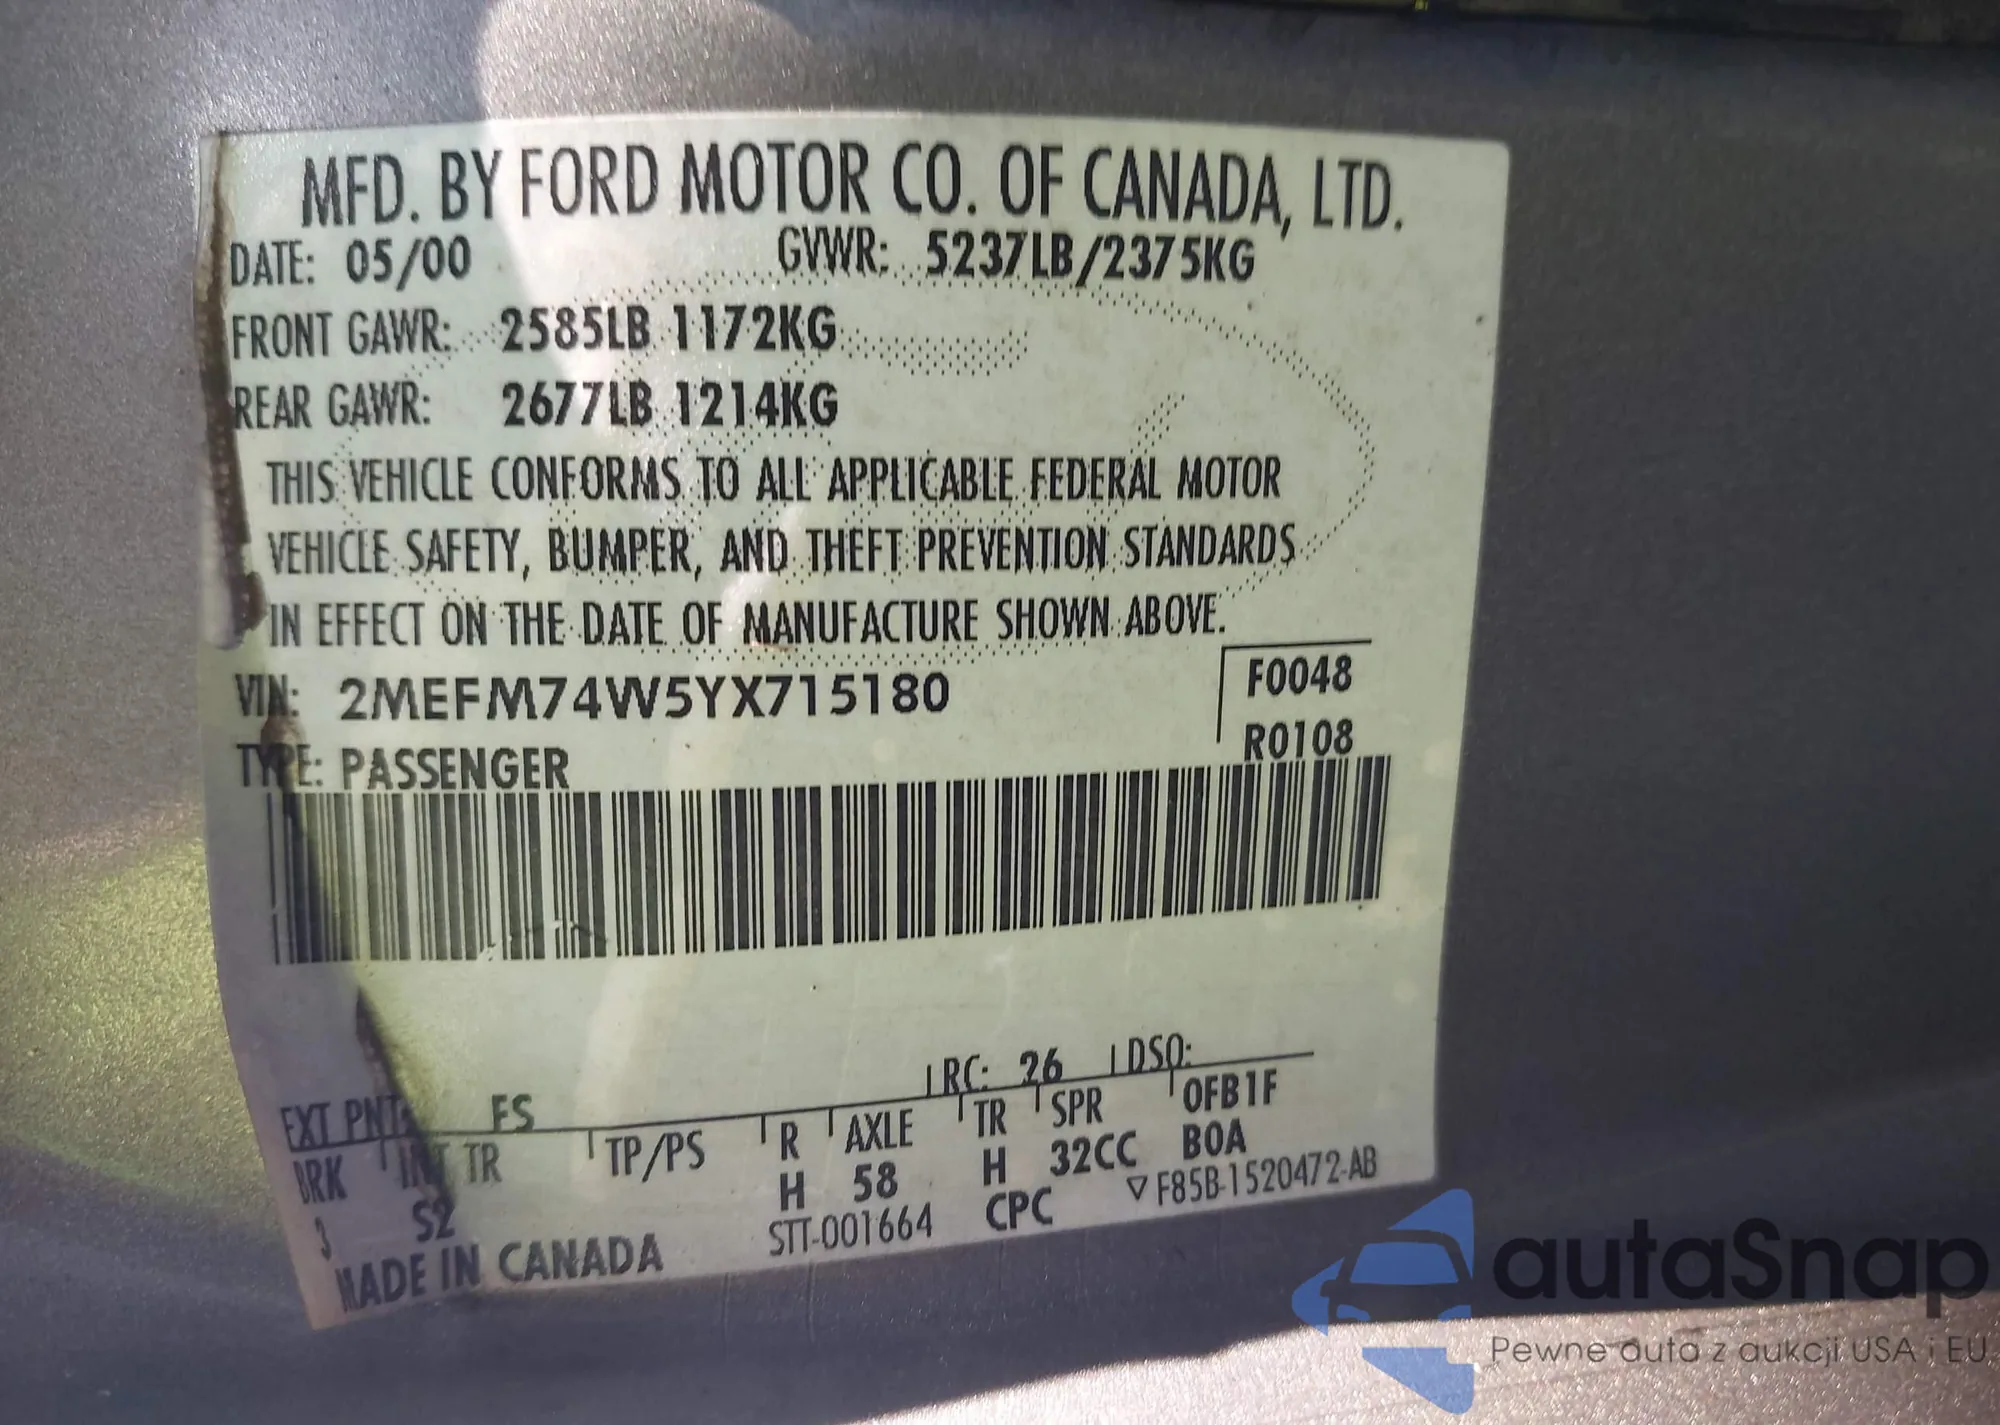 MFD. BY FORD MOTOR CO. OF CANADA, LTD.
DATE: 05/00 GVWR: 5237LB/2375KG
FRONT GAWR: 2585LB 1172KG
REAR GAWR: 2677LB 1214KG
THIS VEHICLE CONFORMS TO ALL APPLICABLE FEDERAL MOTOR
VEHICLE SAFETY, BUMPER, AND THEFT PREVENTION STANDARDS
IN EFFECT ON THE DATE OF MANUFACTURE SHOWN ABOVE.
VIN: 2MEFM74W5YX715180 F0048
TYPE: PASSENGER R0108
EXT PNT: FS RC: 26 DSO:
BRK INT TR TP/PS R AXLE TR SPR 0FB1F
3 S2 H 58 H 32CC B0A
MADE IN CANADA STT-001664 CPC ▽F85B-1520472-AB
autaSnap
Pewne auta z aukcji USA i EU